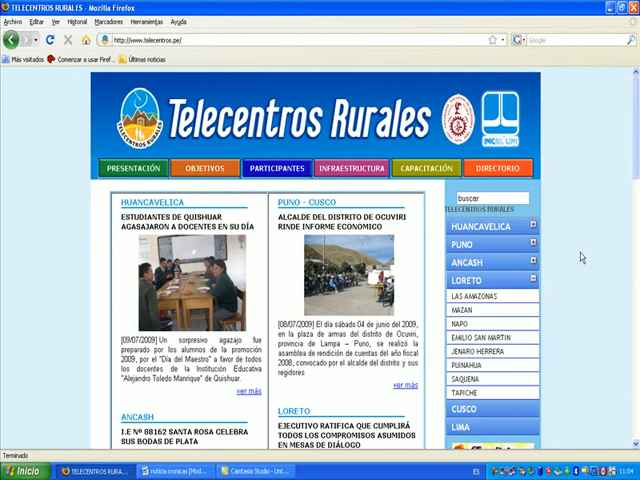 TELECENTROS RURALES - Mozilla Firefox
Archivo Editar Ver Historial Marcadores Herramientas Ayuda
http://www.telecentros.pe/
Google
Más visitados Comenzar a usar Firef... Últimas noticias
TELECENTROS RURALES
Telecentros Rurales
INICTEL UNI
PRESENTACIÓN OBJETIVOS PARTICIPANTES INFRAESTRUCTURA CAPACITACIÓN DIRECTORIO
HUANCAVELICA
ESTUDIANTES DE QUISHUAR
AGASAJARON A DOCENTES EN SU DÍA
[09/07/2009] Un sorpresivo agazajo fue
preparado por los alumnos de la promoción
2009, por el "Día del Maestro" a favor de todos
los docentes de la Institución Educativa
"Alejandro Toledo Manrique" de Quishuar.
ver más
ANCASH
I.E Nº 88162 SANTA ROSA CELEBRA
SUS BODAS DE PLATA
PUNO - CUSCO
ALCALDE DEL DISTRITO DE OCUVIRI
RINDE INFORME ECONOMICO
[08/07/2009] El día sábado 04 de junio del 2009,
en la plaza de armas del distrito de Ocuviri,
provincia de Lampa – Puno, se realizó la
asamblea de rendición de cuentas del año fiscal
2008, convocado por el alcalde del distrito y sus
regidores
ver más
LORETO
EJECUTIVO RATIFICA QUE CUMPLIRÁ
TODOS LOS COMPROMISOS ASUMIDOS
EN MESAS DE DIÁLOGO
buscar
TELECENTROS RURALES
HUANCAVELICA
PUNO
ANCASH
LORETO
LAS AMAZONAS
MAZAN
NAPO
EMILIO SAN MARTIN
JENARO HERRERA
PUINAHUA
SAQUENA
TAPICHE
CUSCO
LIMA
Terminado
Inicio TELECENTROS RURA... noticia cronicas [Mod... Camtasia Studio - Unt... ES 11:54